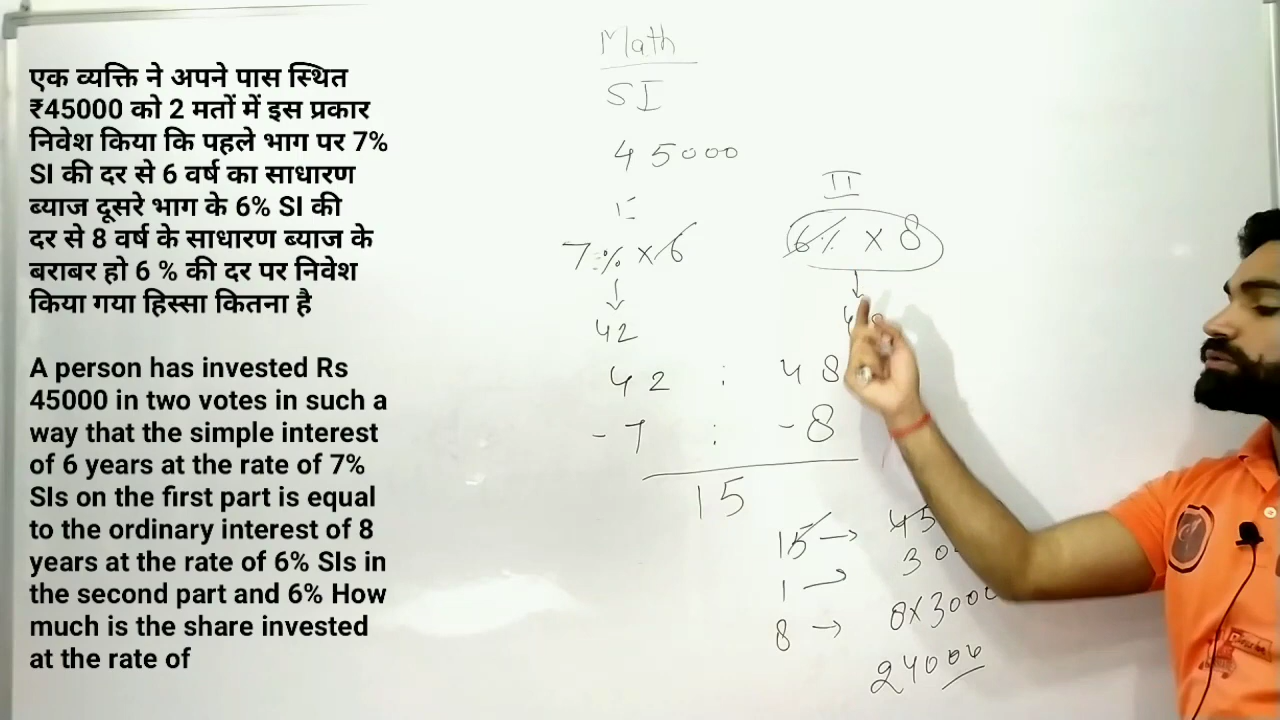 एक व्यक्ति ने अपने पास स्थित
₹45000 को 2 मतों में इस प्रकार
निवेश किया कि पहले भाग पर 7%
SI की दर से 6 वर्ष का साधारण
ब्याज दूसरे भाग के 6% SI की
दर से 8 वर्ष के साधारण ब्याज के
बराबर हो 6 % की दर पर निवेश
किया गया हिस्सा कितना है
A person has invested Rs
45000 in two votes in such a
way that the simple interest
of 6 years at the rate of 7%
SIs on the first part is equal
to the ordinary interest of 8
years at the rate of 6% SIs in
the second part and 6% How
much is the share invested
at the rate of
Math
SI
45000
II
7% × 6
6% × 8
↓ ↓
42
42 : 48
- 7 : - 8
15
15 →
1 →
8 → 8×3000
24000